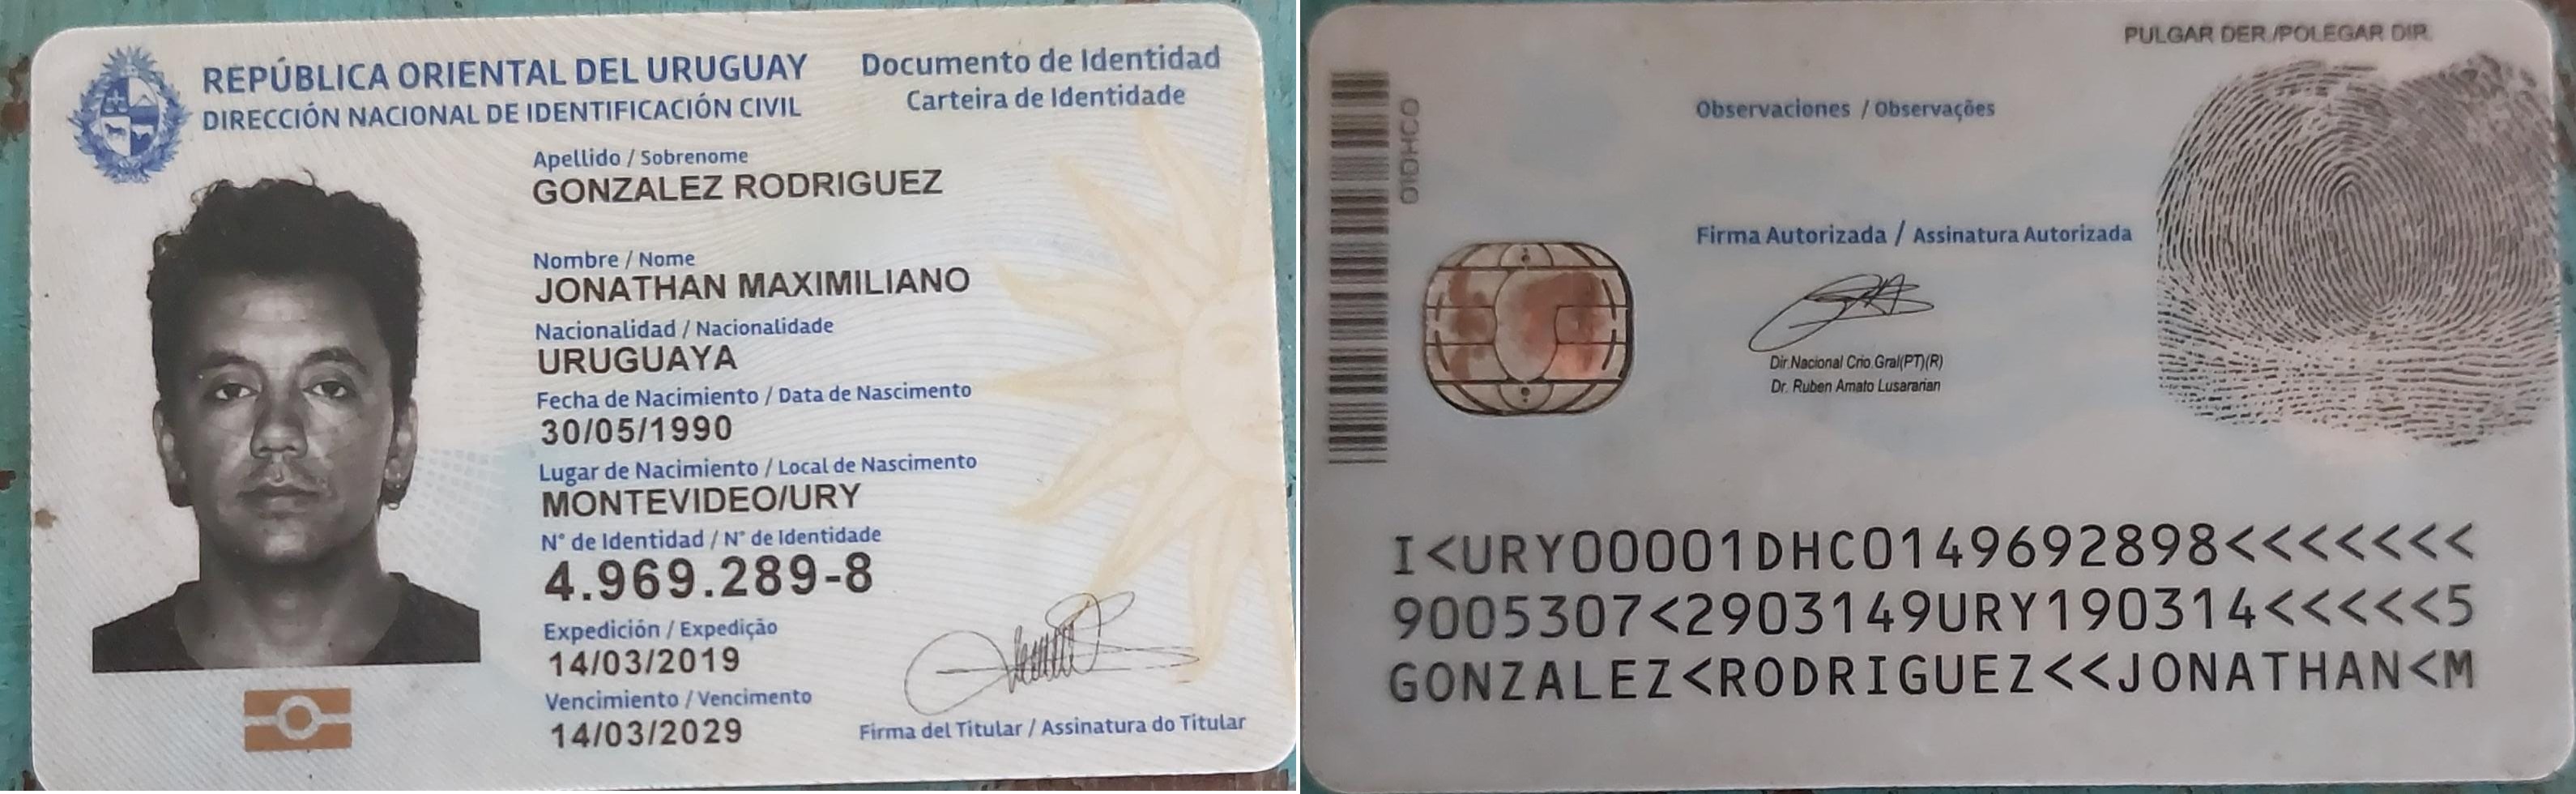 REPÚBLICA ORIENTAL DEL URUGUAY
DIRECCIÓN NACIONAL DE IDENTIFICACIÓN CIVIL
Documento de Identidad
Carteira de Identidade
Apellido / Sobrenome
GONZALEZ RODRIGUEZ
Nombre / Nome
JONATHAN MAXIMILIANO
Nacionalidad / Nacionalidade
URUGUAYA
Fecha de Nacimiento / Data de Nascimento
30/05/1990
Lugar de Nacimiento / Local de Nascimento
MONTEVIDEO/URY
N° de Identidad / N° de Identidade
4.969.289-8
Expedición / Expedição
14/03/2019
Vencimiento / Vencimento
14/03/2029
Firma del Titular / Assinatura do Titular
PULGAR DER./POLEGAR DIR.
01DHC0
Observaciones / Observações
Firma Autorizada / Assinatura Autorizada
Dir.Nacional Crio.Gral(PT)(R)
Dr. Ruben Amato Lusararian
I<URY00001DHC0149692898<<<<<<<
9005307<2903149URY190314<<<<<5
GONZALEZ<RODRIGUEZ<<JONATHAN<M